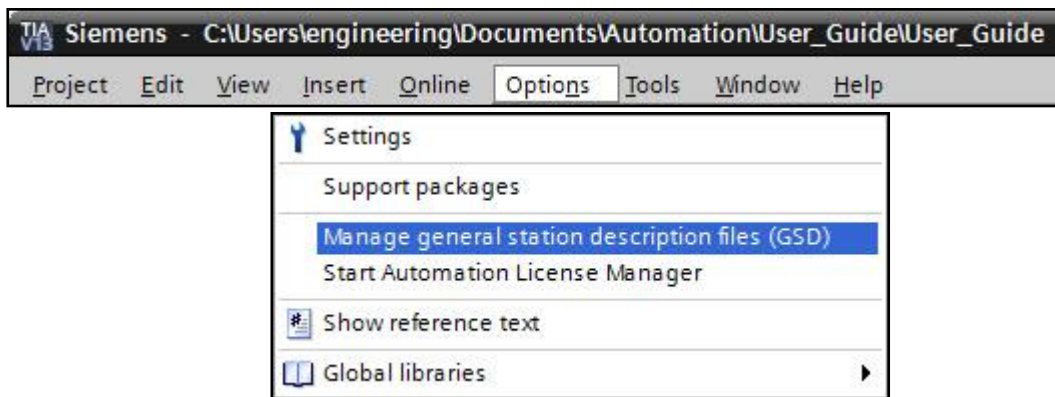 TIA V13 Siemens - C:\Users\engineering\Documents\Automation\User_Guide\User_Guide
Project Edit View Insert Online Options Tools Window Help
Settings
Support packages
Manage general station description files (GSD)
Start Automation License Manager
Show reference text
Global libraries